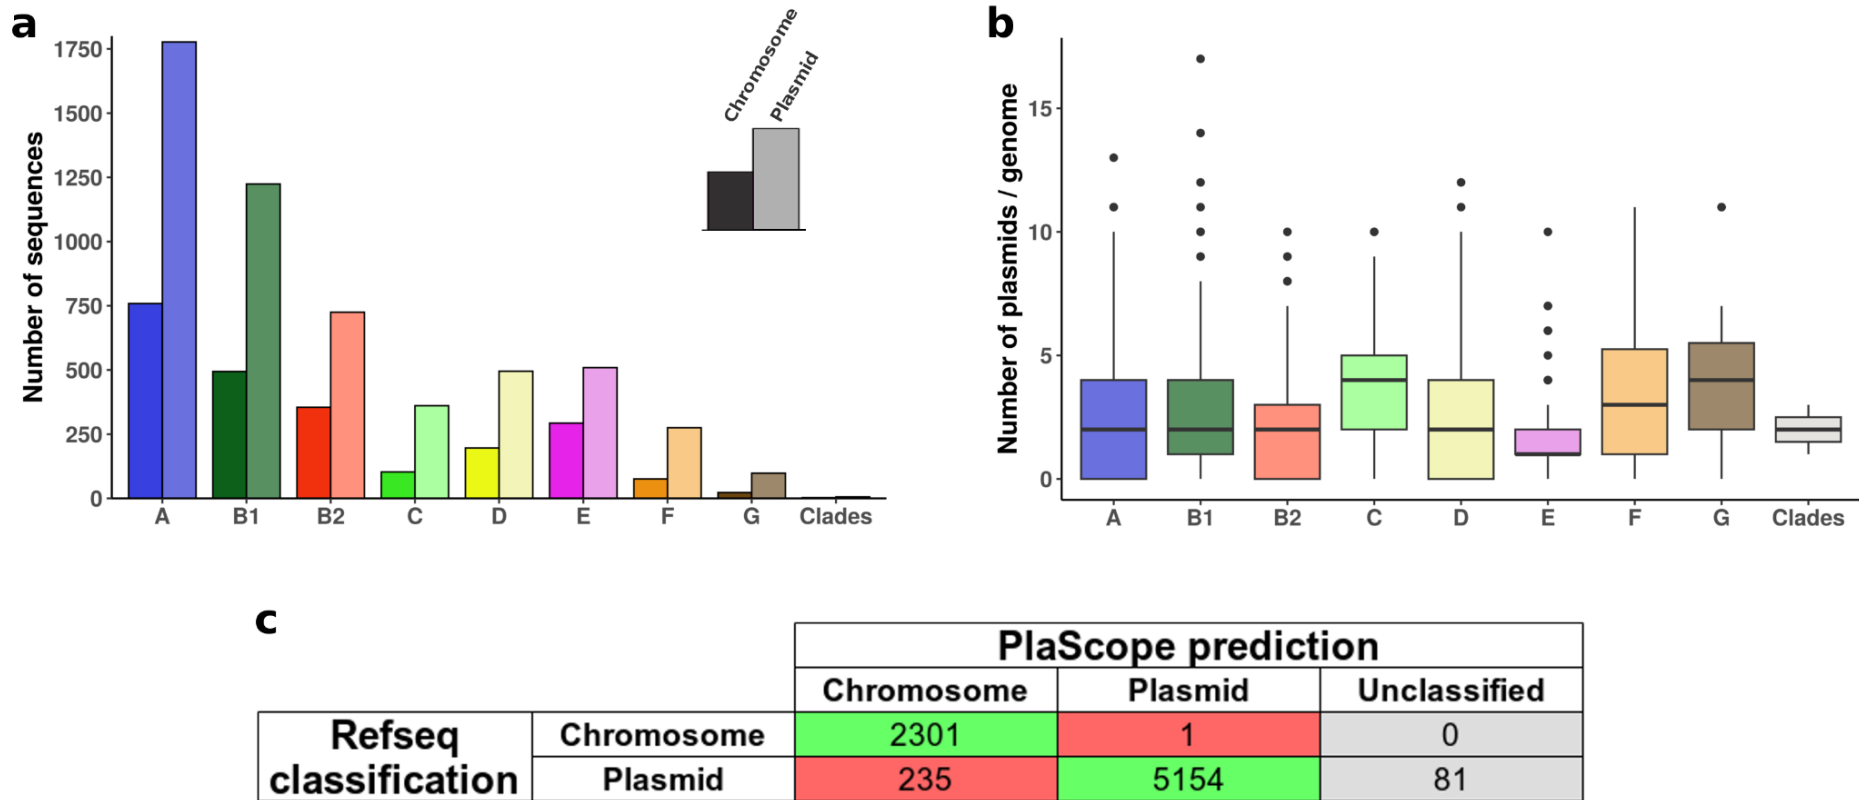 a
Number of sequences
1750
1500
1250
1000
750
500
250
0
A B1 B2 C D E F G Clades
Chromosome
Plasmid
b
Number of plasmids / genome
15
10
5
0
A B1 B2 C D E F G Clades
c
PlaScope prediction
Chromosome Plasmid Unclassified
Refseq classification
Chromosome 2301 1 0
Plasmid 235 5154 81